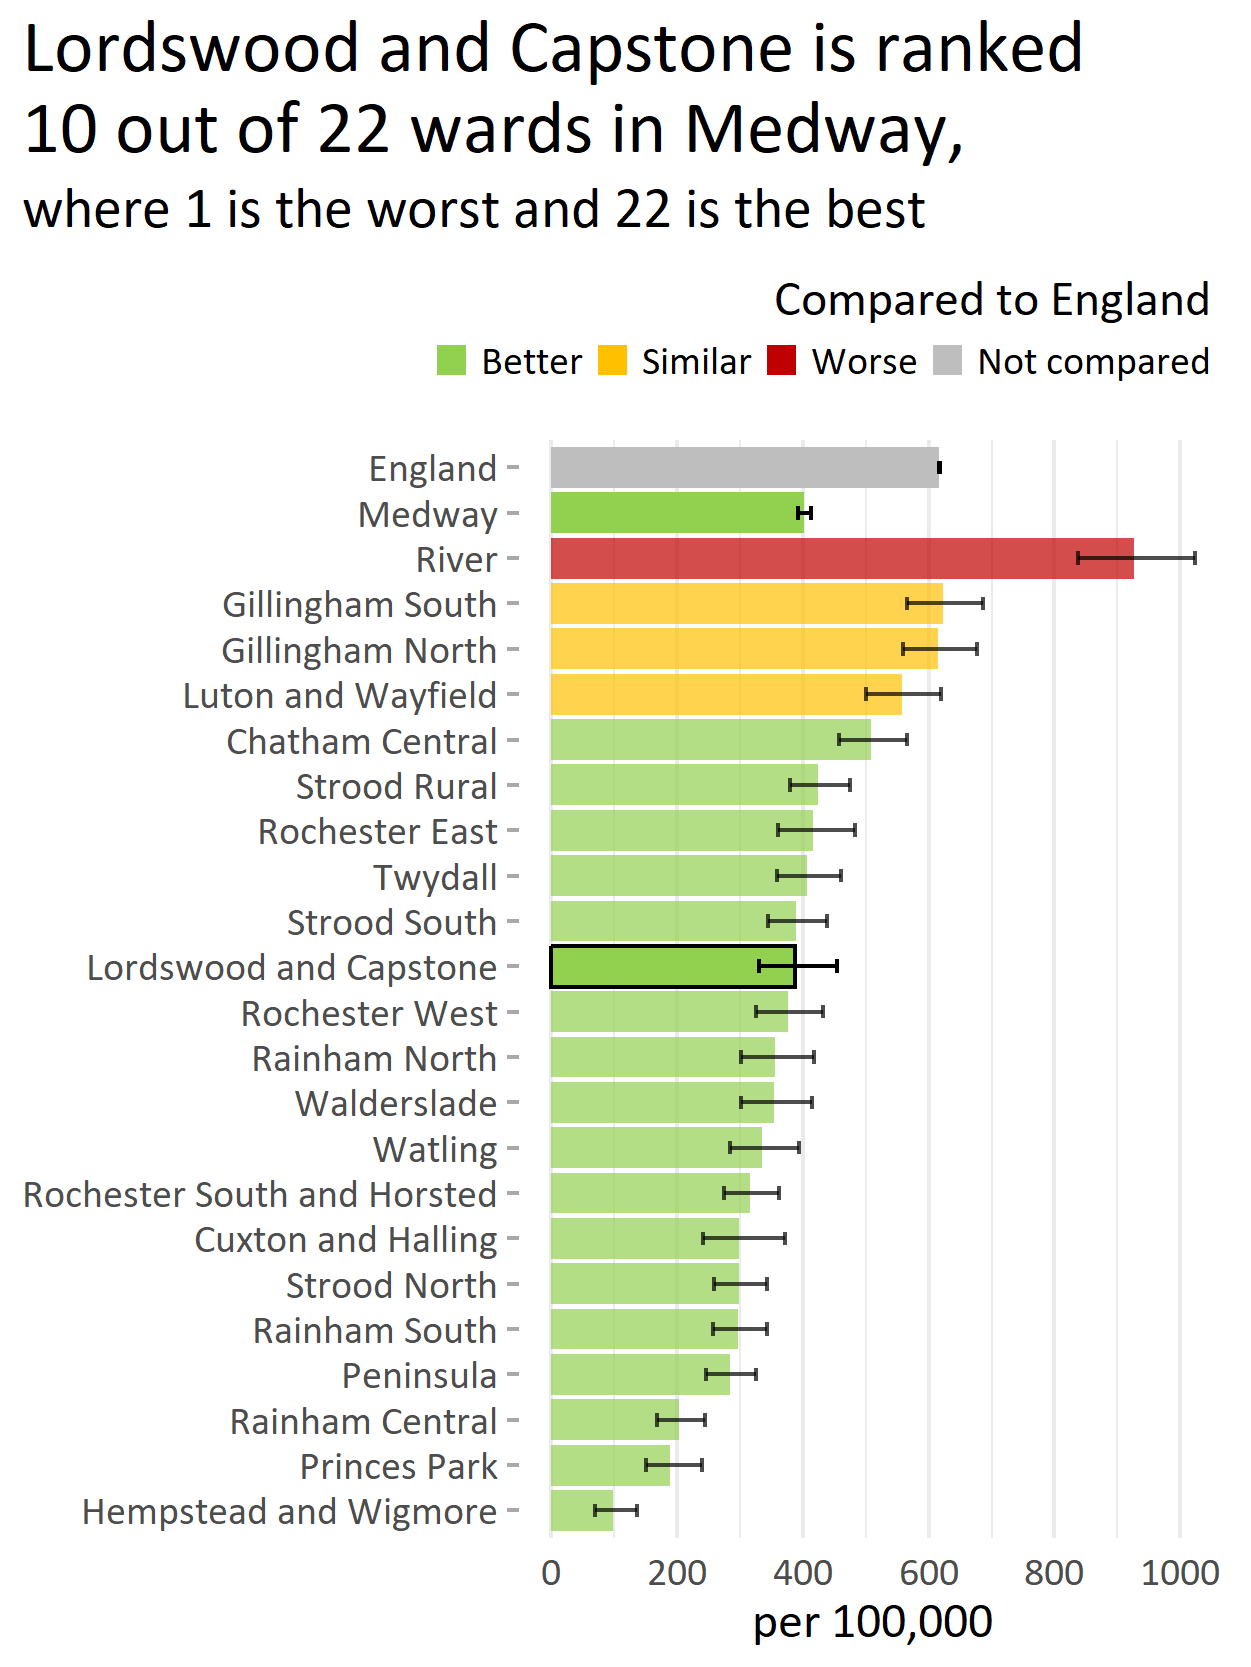 Lordswood and Capstone is ranked
10 out of 22 wards in Medway,
where 1 is the worst and 22 is the best
Compared to England
Better Similar Worse Not compared
England
Medway
River
Gillingham South
Gillingham North
Luton and Wayfield
Chatham Central
Strood Rural
Rochester East
Twydall
Strood South
Lordswood and Capstone
Rochester West
Rainham North
Walderslade
Watling
Rochester South and Horsted
Cuxton and Halling
Strood North
Rainham South
Peninsula
Rainham Central
Princes Park
Hempstead and Wigmore
0 200 400 600 800 1000
per 100,000